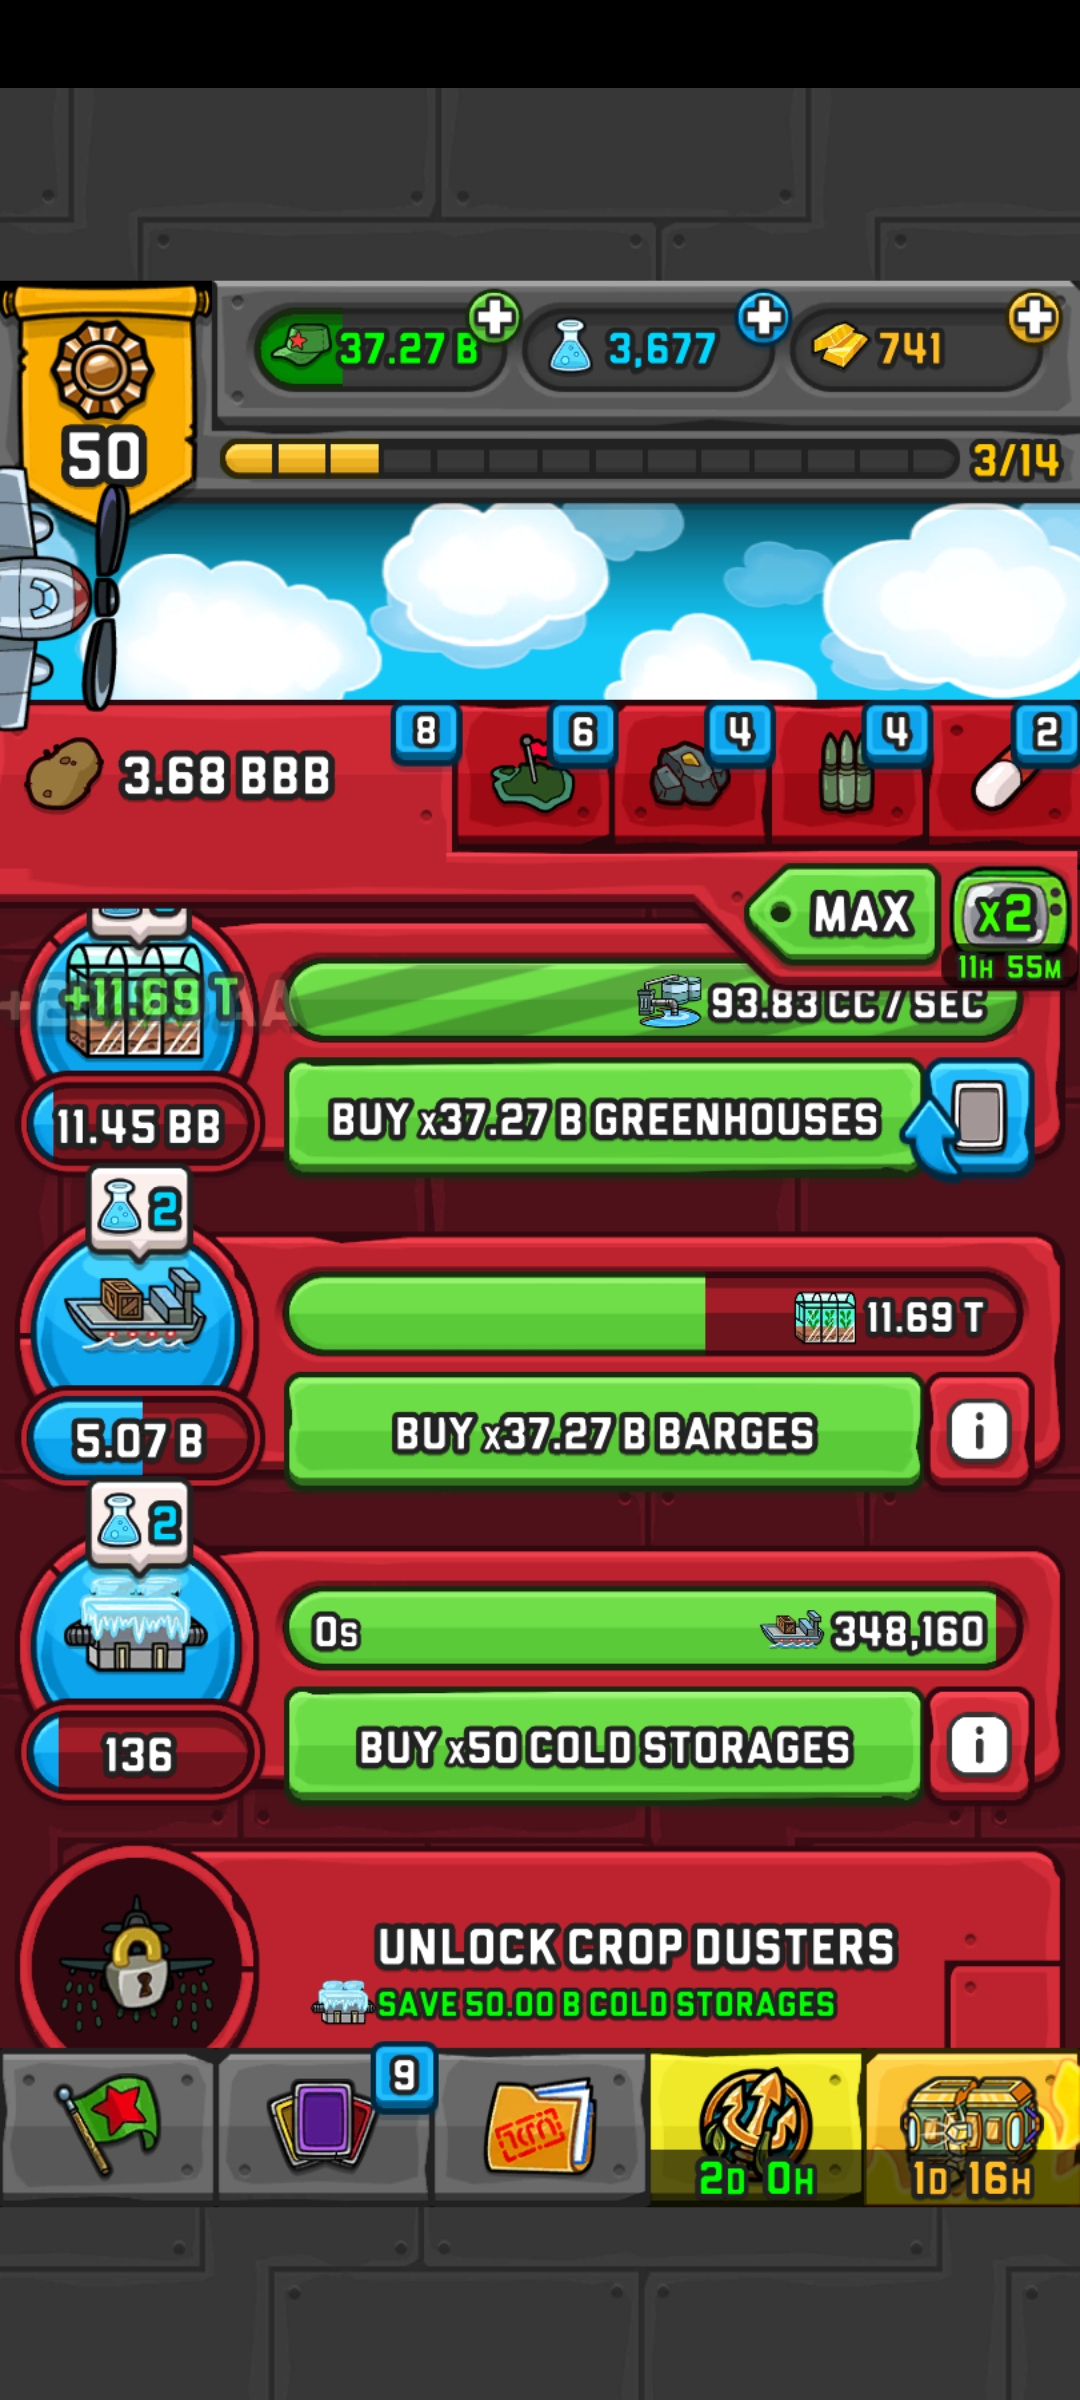 37.27 B
3,677
741
50
3/14
8
6
4
4
2
3.68 BBB
MAX
x2
11H 55M
+11.69 T
93.83 CC / SEC
11.45 BB
BUY x37.27 B GREENHOUSES
2
11.69 T
5.07 B
BUY x37.27 B BARGES
i
2
0s
348,160
136
BUY x50 COLD STORAGES
i
UNLOCK CROP DUSTERS
SAVE 50.00 B COLD STORAGES
9
2D 0H
1D 16H